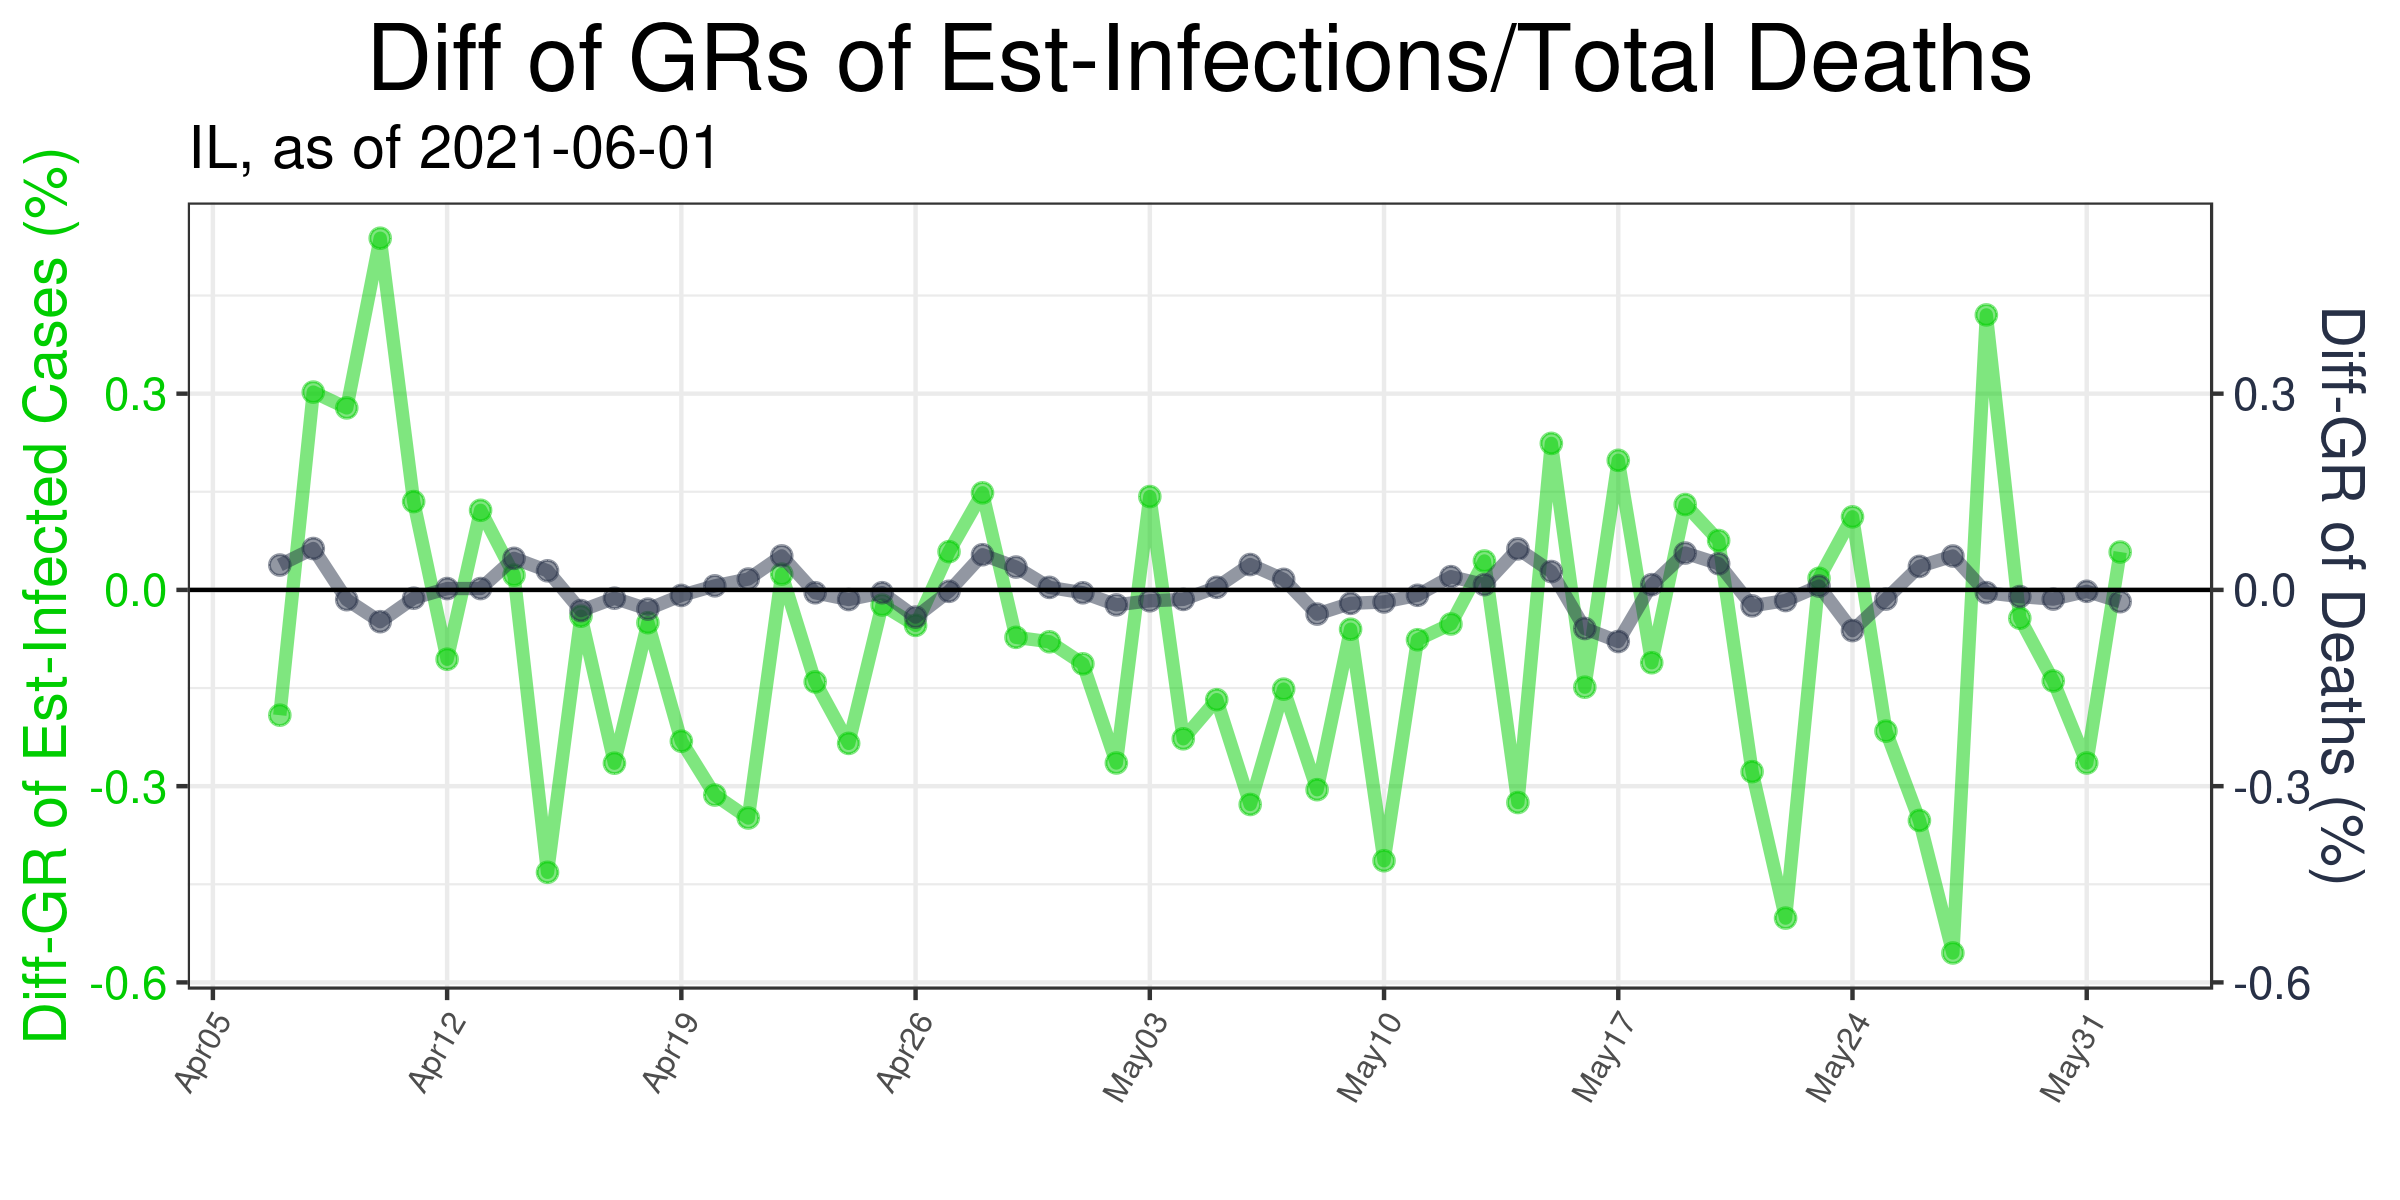 Diff of GRs of Est-Infections/Total Deaths
IL, as of 2021-06-01
Diff-GR of Est-Infected Cases (%)
0.3
0.0
-0.3
-0.6
0.3
0.0
-0.3
-0.6
Diff-GR of Deaths (%)
Apr05
Apr12
Apr19
Apr26
May03
May10
May17
May24
May31